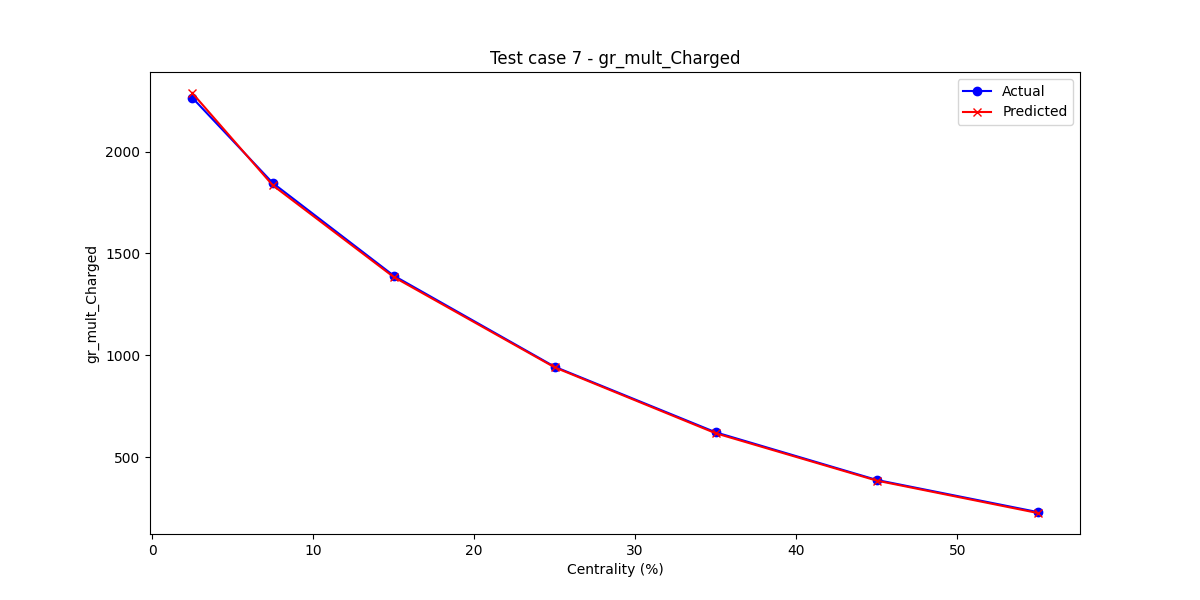 Test case 7 - gr_mult_Charged
Actual
Predicted
gr_mult_Charged
2000
1500
1000
500
0
10
20
30
40
50
Centrality (%)